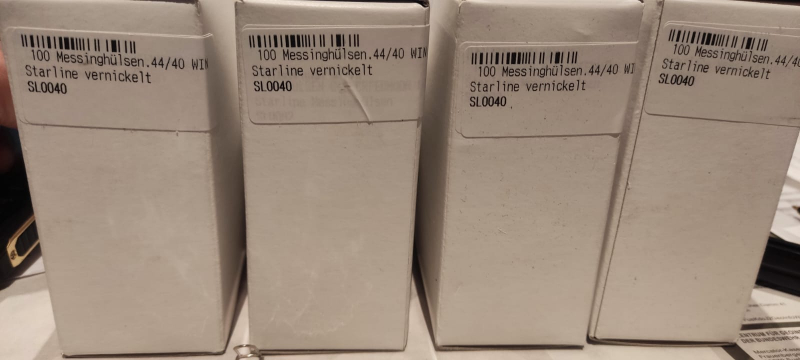 100 Messinghülsen.44/40 WIN
Starline vernickelt
SL0040
100 Messinghülsen.44/40 WIN
Starline vernickelt
SL0040
100 Messinghülsen.44/40 WI
Starline vernickelt
SL0040
100 Messinghülsen.44/40
Starline vernickelt
SL0040